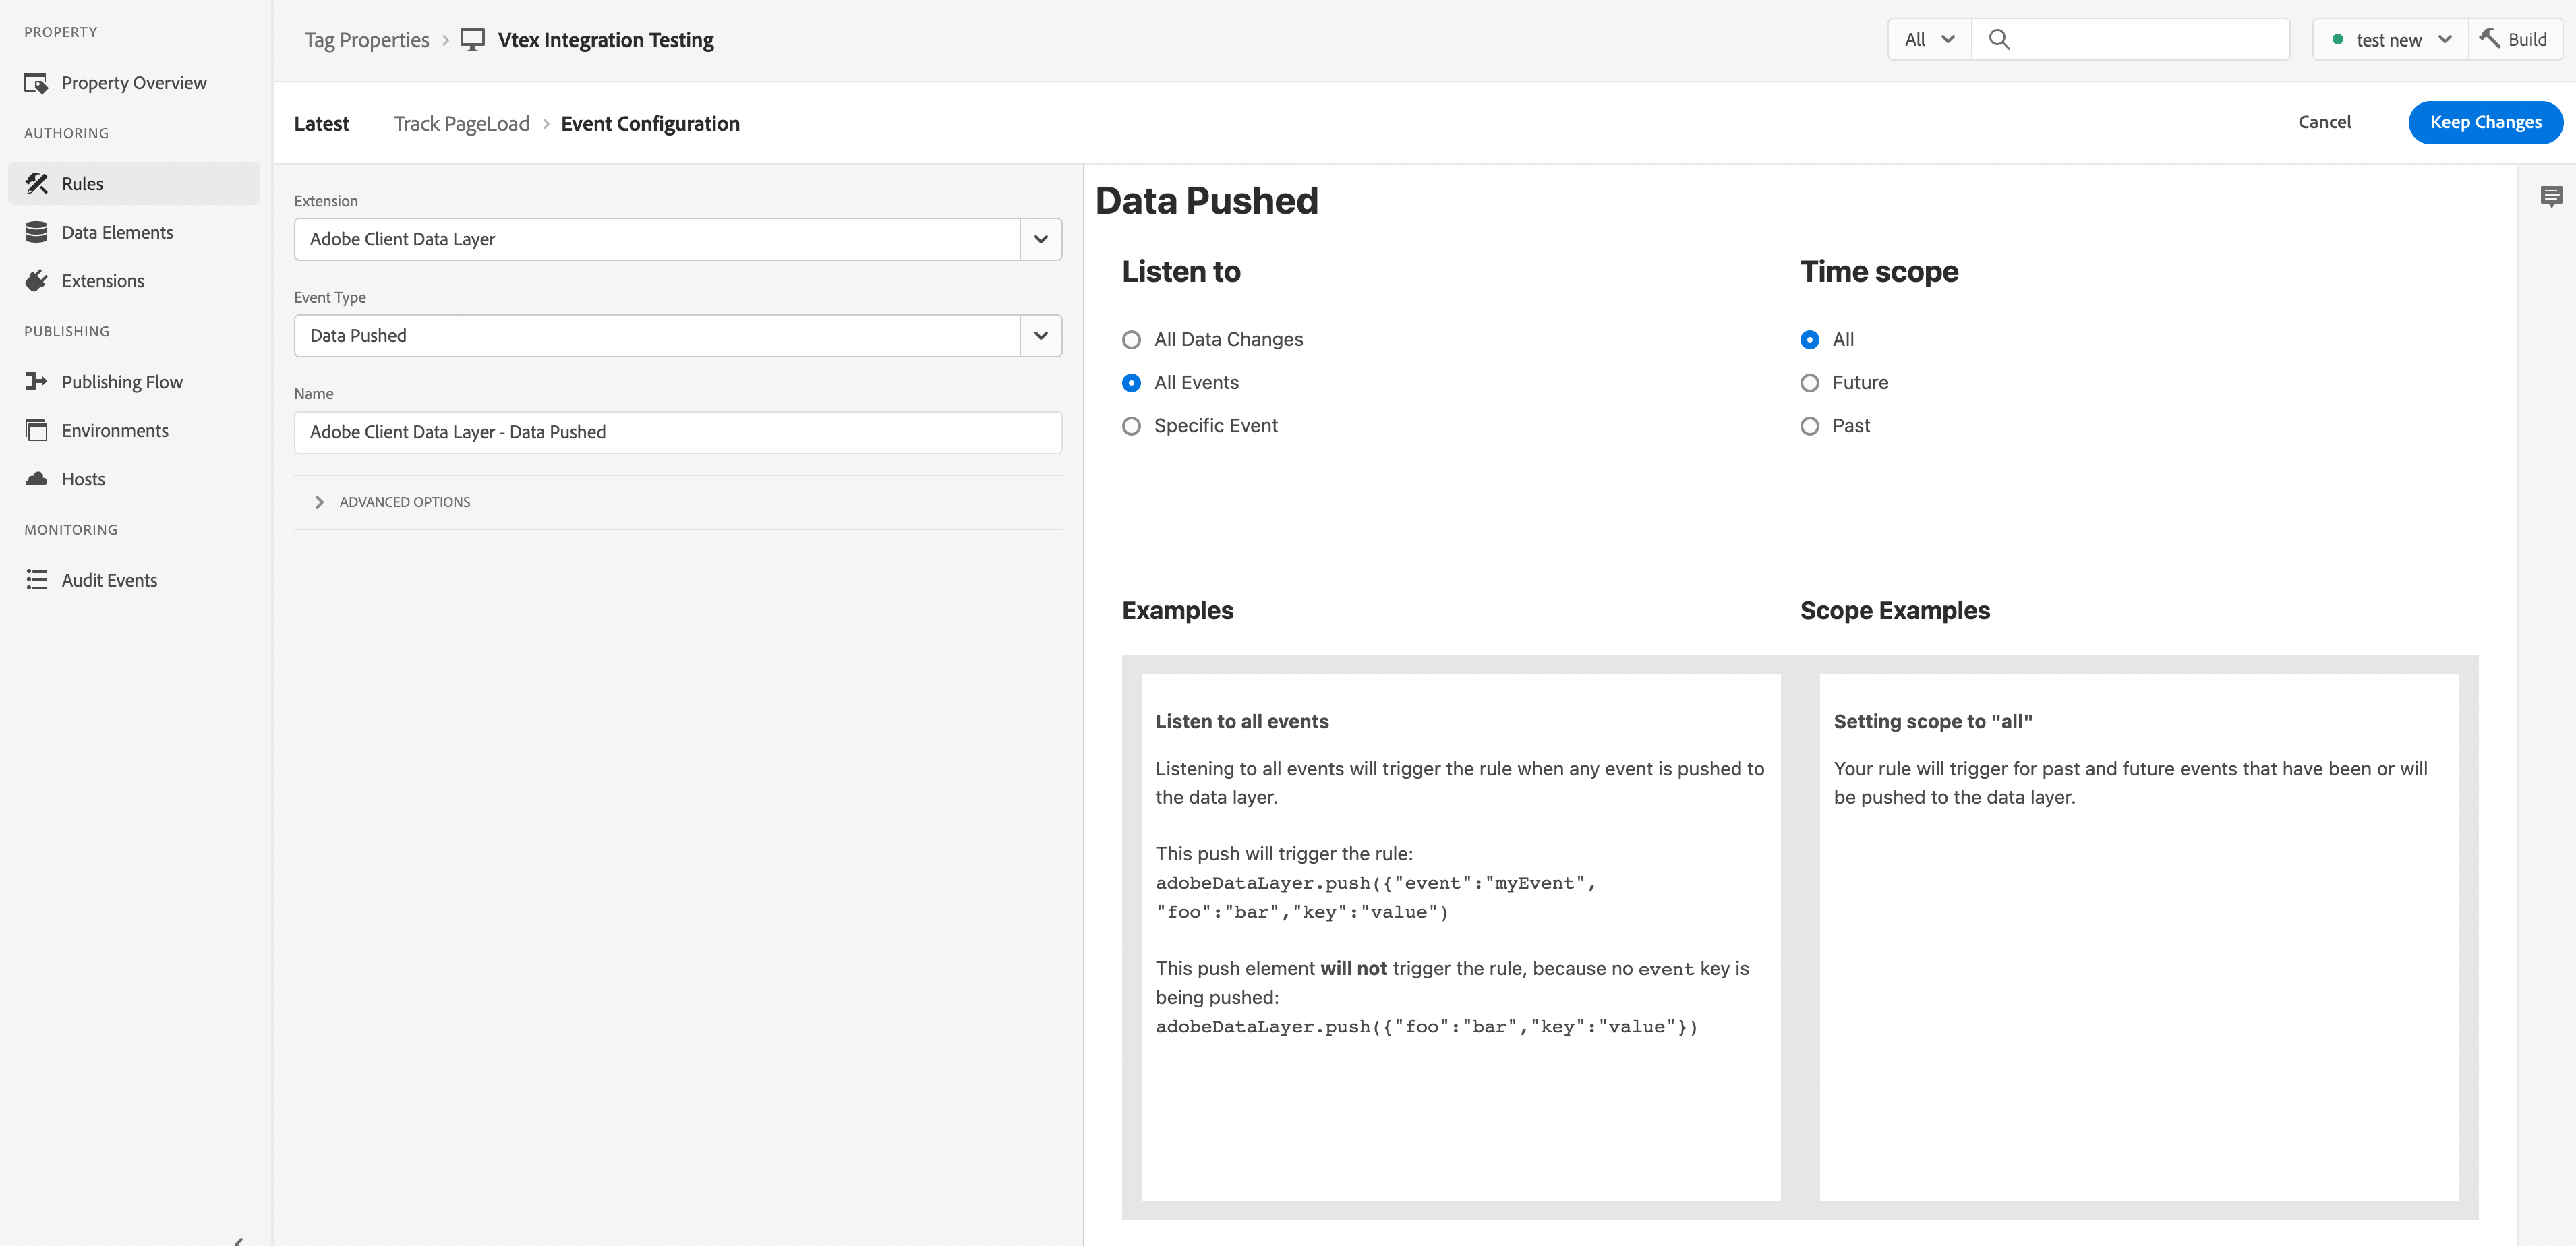 PROPERTY
Property Overview
AUTHORING
Rules
Data Elements
Extensions
PUBLISHING
Publishing Flow
Environments
Hosts
MONITORING
Audit Events
Tag Properties > Vtex Integration Testing
All
test new
Build
Latest Track PageLoad > Event Configuration
Cancel
Keep Changes
Extension
Adobe Client Data Layer
Event Type
Data Pushed
Name
Adobe Client Data Layer - Data Pushed
ADVANCED OPTIONS
Data Pushed
Listen to
All Data Changes
All Events
Specific Event
Time scope
All
Future
Past
Examples
Listen to all events
Listening to all events will trigger the rule when any event is pushed to
the data layer.
This push will trigger the rule:
adobeDataLayer.push({"event":"myEvent",
"foo":"bar","key":"value")
This push element will not trigger the rule, because no event key is
being pushed:
adobeDataLayer.push({"foo":"bar","key":"value"})
Scope Examples
Setting scope to "all"
Your rule will trigger for past and future events that have been or will
be pushed to the data layer.